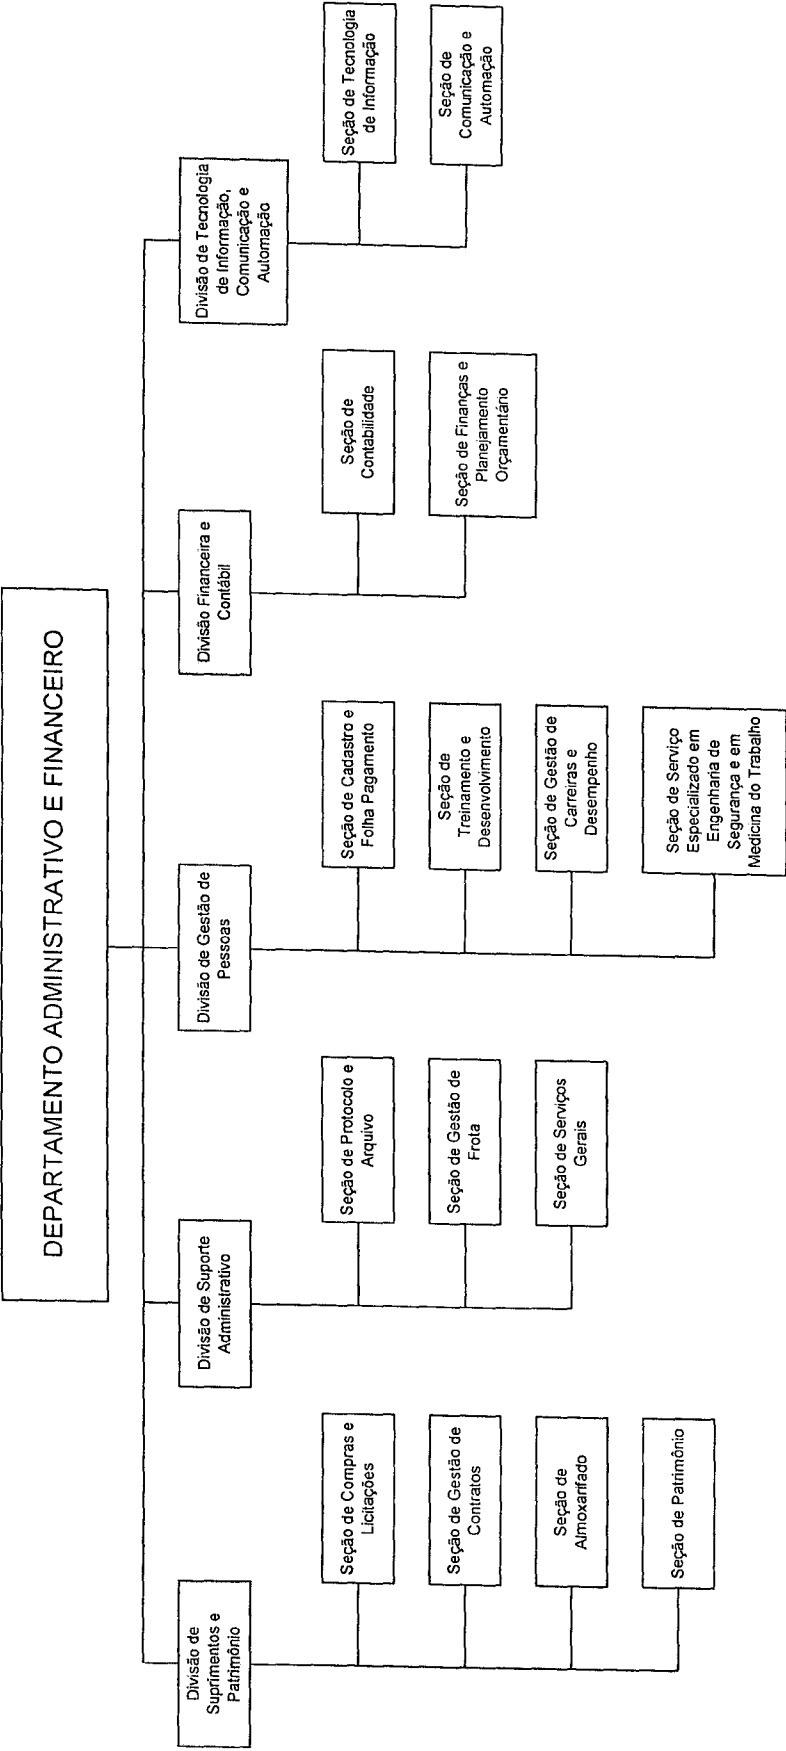 DEPARTAMENTO ADMINISTRATIVO E FINANCEIRO
Divisão de
Suprimentos e
Patrimônio
Seção de Compras e
Licitações
Seção de Gestão de
Contratos
Seção de
Almoxarifado
Seção de Patrimônio
Divisão de Suporte
Administrativo
Seção de Protocolo e
Arquivo
Seção de Gestão de
Frota
Seção de Serviços
Gerais
Divisão de Gestão de
Pessoas
Seção de Cadastro e
Folha Pagamento
Seção de
Treinamento e
Desenvolvimento
Seção de Gestão de
Carreiras e
Desempenho
Seção de Serviço
Especializado em
Engenharia de
Segurança e em
Medicina do Trabalho
Divisão Financeira e
Contábil
Seção de
Contabilidade
Seção de Finanças e
Planejamento
Orçamentário
Divisão de Tecnologia
de Informação,
Comunicação e
Automação
Seção de Tecnologia
de Informação
Seção de
Comunicação e
Automação